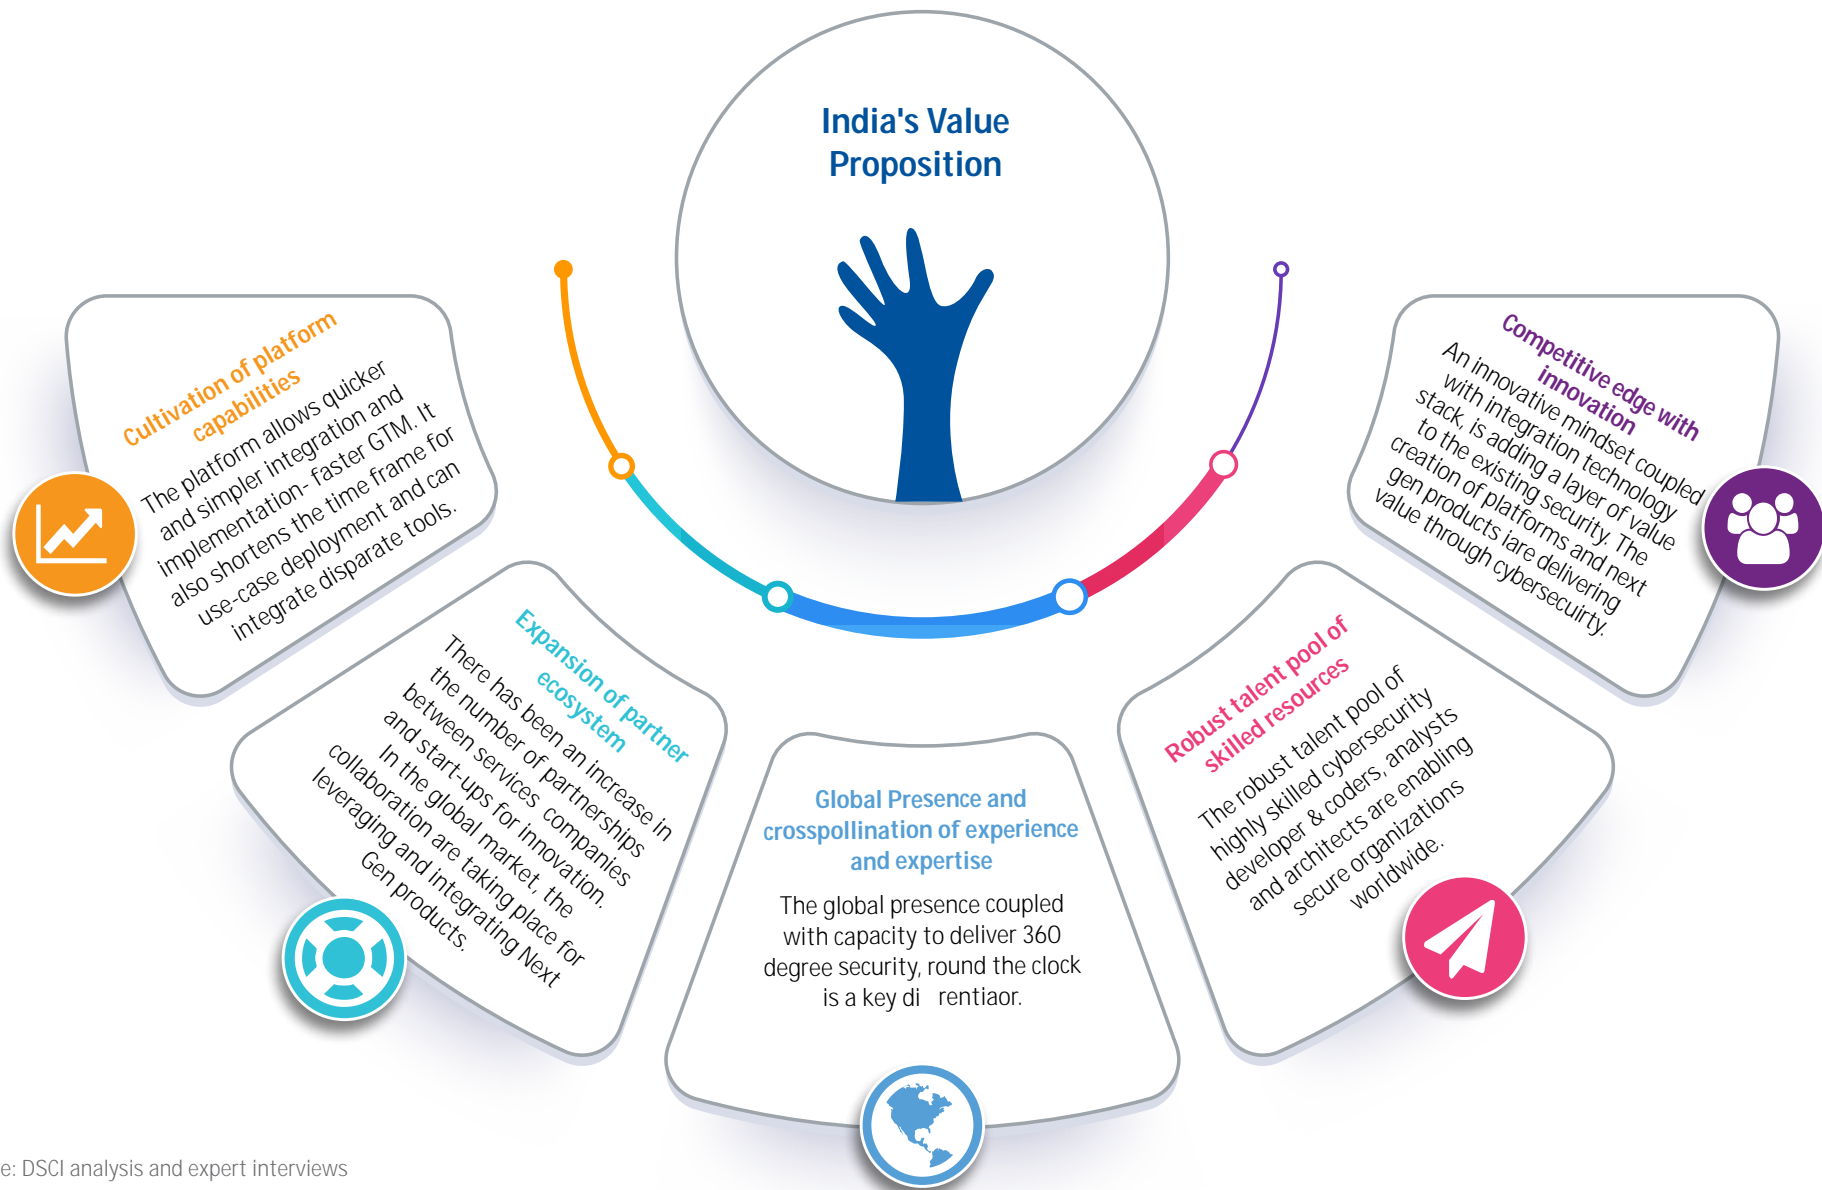 India's Value
Proposition
Cultivation of platform
capabilities
The platform allows quicker
and simpler integration and
implementation- faster GTM. It
also shortens the time frame for
use-case deployment and can
integrate disparate tools.
Expansion of partner
ecosystem
There has been an increase in
the number of partnerships
between services companies
and start-ups for innovation.
In the global market, the
collaboration are taking place for
leveraging and integrating Next
Gen products.
Global Presence and
crosspollination of experience
and expertise
The global presence coupled
with capacity to deliver 360
degree security, round the clock
is a key di rentiaor.
Robust talent pool of
skilled resources
The robust talent pool of
highly skilled cybersecurity
developer & coders, analysts
and architects are enabling
secure organizations
worldwide.
Competitive edge with
innovation
An innovative mindset coupled
with integration technology
stack, is adding a layer of value
to the existing security. The
creation of platforms and next
gen products iare delivering
value through cybersecuirty.
e: DSCI analysis and expert interviews